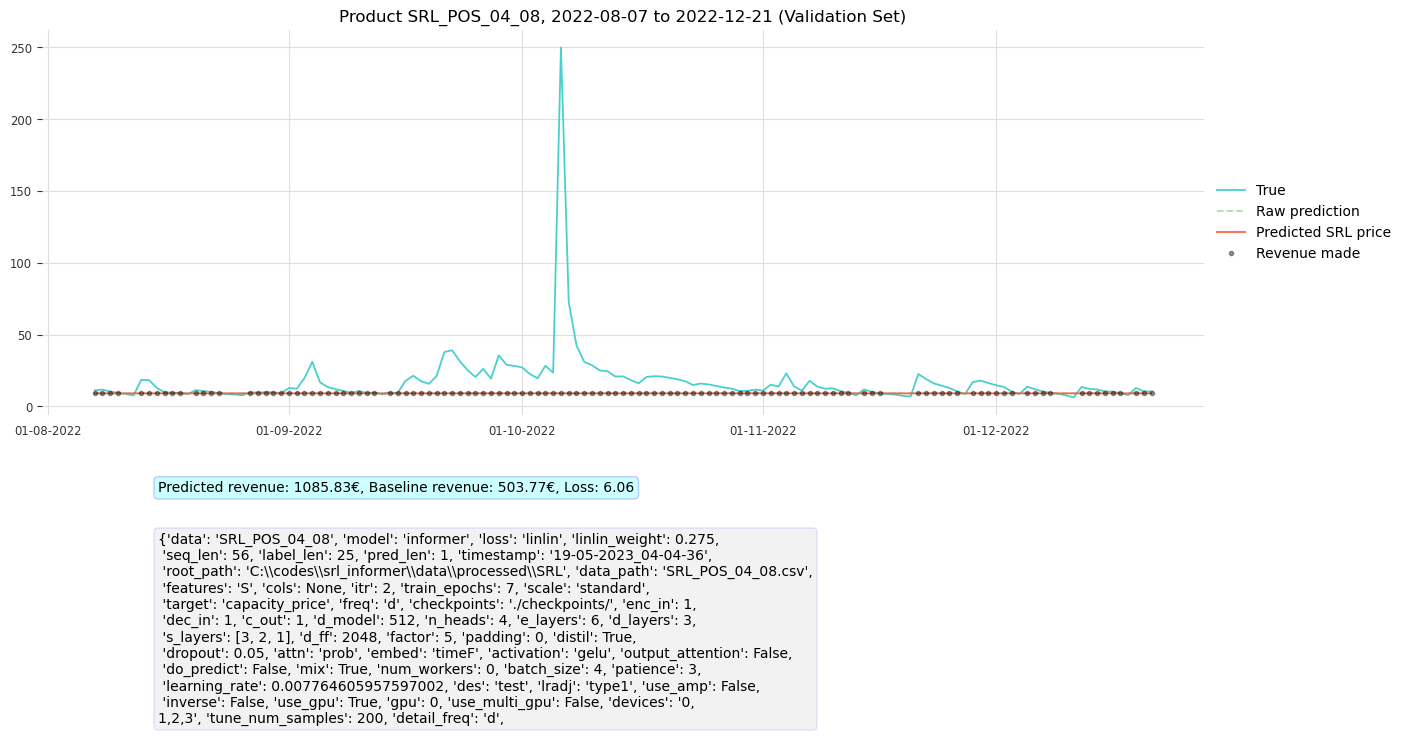 Product SRL_POS_04_08, 2022-08-07 to 2022-12-21 (Validation Set)
250
200
150
100
50
0
01-08-2022
01-09-2022
01-10-2022
01-11-2022
01-12-2022
True
Raw prediction
Predicted SRL price
Revenue made
Predicted revenue: 1085.83€, Baseline revenue: 503.77€, Loss: 6.06
{'data': 'SRL_POS_04_08', 'model': 'informer', 'loss': 'linlin', 'linlin_weight': 0.275,
'seq_len': 56, 'label_len': 25, 'pred_len': 1, 'timestamp': '19-05-2023_04-04-36',
'root_path': 'C:\\codes\\srl_informer\\data\\processed\\SRL', 'data_path': 'SRL_POS_04_08.csv',
'features': 'S', 'cols': None, 'itr': 2, 'train_epochs': 7, 'scale': 'standard',
'target': 'capacity_price', 'freq': 'd', 'checkpoints': './checkpoints/', 'enc_in': 1,
'dec_in': 1, 'c_out': 1, 'd_model': 512, 'n_heads': 4, 'e_layers': 6, 'd_layers': 3,
's_layers': [3, 2, 1], 'd_ff': 2048, 'factor': 5, 'padding': 0, 'distil': True,
'dropout': 0.05, 'attn': 'prob', 'embed': 'timeF', 'activation': 'gelu', 'output_attention': False,
'do_predict': False, 'mix': True, 'num_workers': 0, 'batch_size': 4, 'patience': 3,
'learning_rate': 0.007764605957597002, 'des': 'test', 'lradj': 'type1', 'use_amp': False,
'inverse': False, 'use_gpu': True, 'gpu': 0, 'use_multi_gpu': False, 'devices': '0,
1,2,3', 'tune_num_samples': 200, 'detail_freq': 'd',